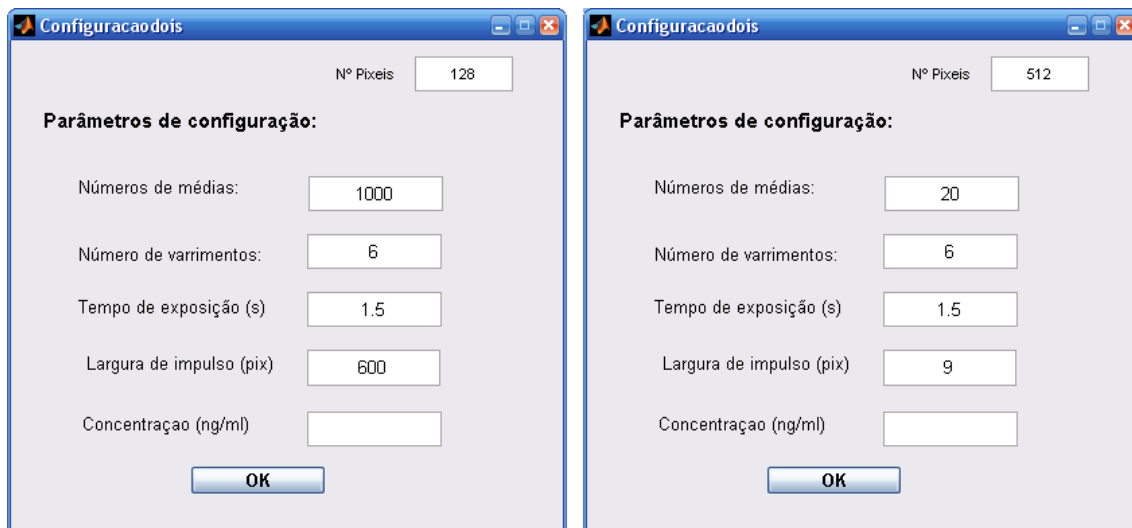 Configuracaodois
Nº Pixeis 128
Parâmetros de configuração:
Números de médias: 1000
Número de varrimentos: 6
Tempo de exposição (s) 1.5
Largura de impulso (pix) 600
Concentraçao (ng/ml)
OK
Configuracaodois
Nº Pixeis 512
Parâmetros de configuração:
Números de médias: 20
Número de varrimentos: 6
Tempo de exposição (s) 1.5
Largura de impulso (pix) 9
Concentraçao (ng/ml)
OK